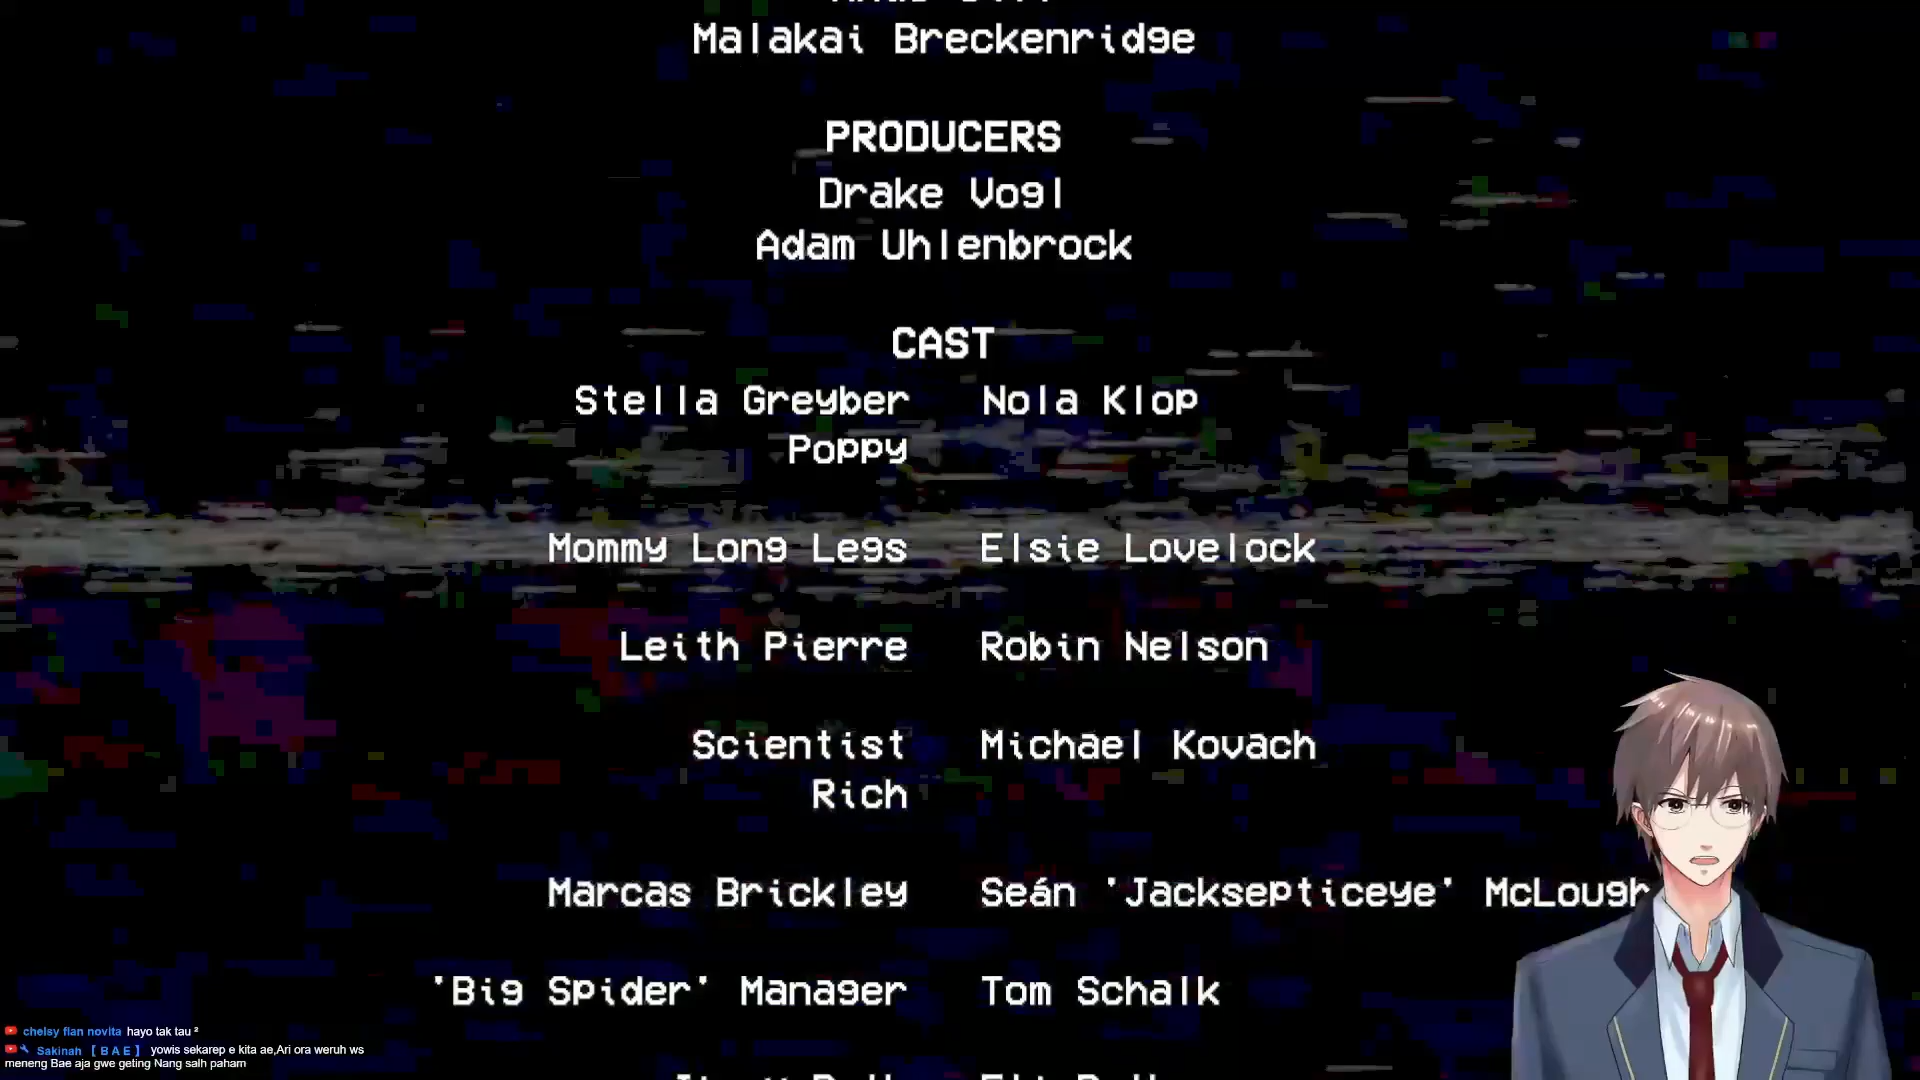 Malakai Breckenridge
PRODUCERS
Drake Vogl
Adam Uhlenbrock
CAST
Stella Greyber Nola Klop
Poppy
Mommy Long Legs Elsie Lovelock
Leith Pierre Robin Nelson
Scientist Michael Kovach
Rich
Marcas Brickley Seán 'Jacksepticeye' McLough
'Big Spider' Manager Tom Schalk
chelsy fian novita hayo tak tau ²
Sakinah [ B A E ] yowis sekarep e kita ae,Ari ora weruh ws
meneng Bae aja gwe geting Nang salh paham